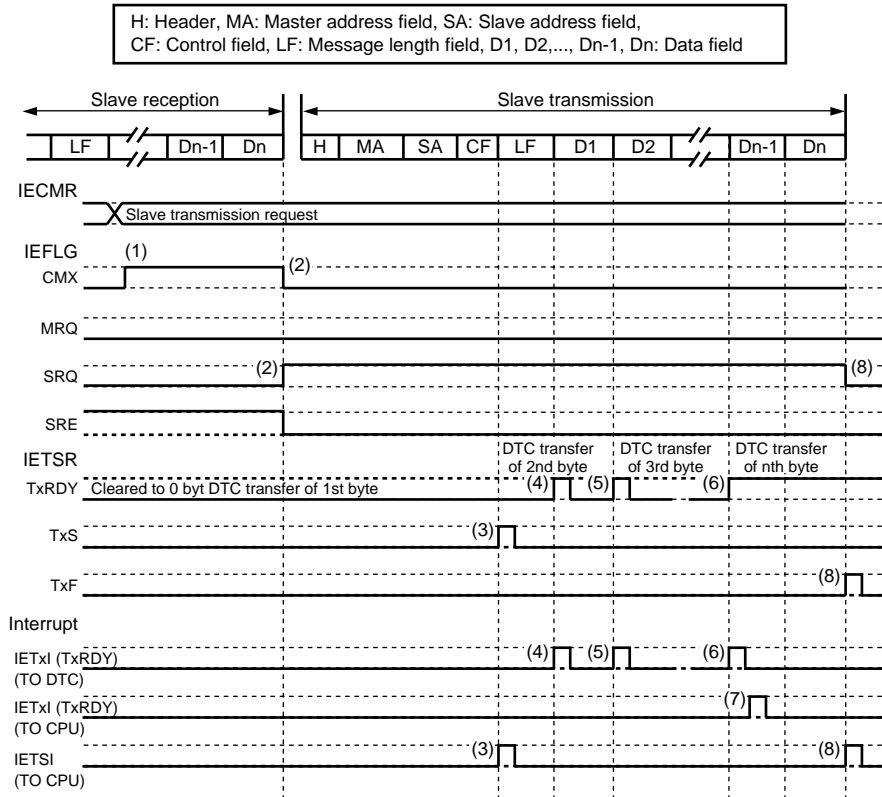 H: Header, MA: Master address field, SA: Slave address field,
CF: Control field, LF: Message length field, D1, D2,..., Dn-1, Dn: Data field
Slave reception
Slave transmission
LF Dn-1 Dn H MA SA CF LF D1 D2 Dn-1 Dn
IECMR
Slave transmission request
IEFLG
(1)
CMX
(2)
MRQ
SRQ
(2)
(8)
SRE
IETSR
DTC transfer of 2nd byte
DTC transfer of 3rd byte
DTC transfer of nth byte
TxRDY
Cleared to 0 byt DTC transfer of 1st byte
(4)
(5)
(6)
TxS
(3)
TxF
(8)
Interrupt
IETxI (TxRDY)
(TO DTC)
(4)
(5)
(6)
IETxI (TxRDY)
(TO CPU)
(7)
IETSI
(TO CPU)
(3)
(8)